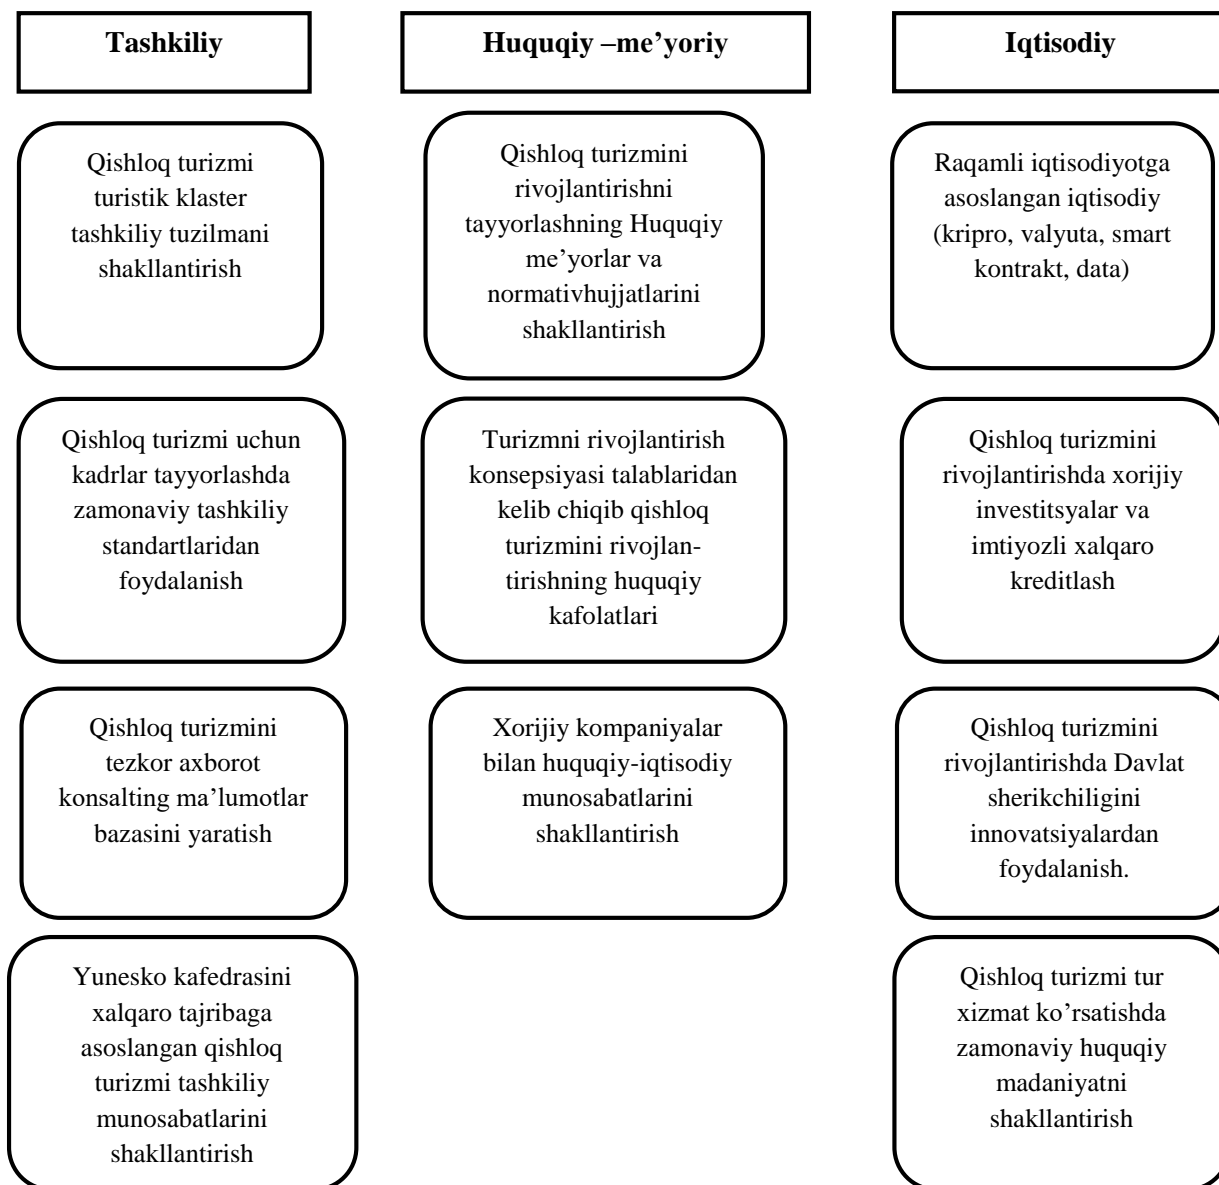 Tashkiliy
Huquqiy –me’yoriy
Iqtisodiy
Qishloq turizmi
turistik klaster
tashkiliy tuzilmani
shakllantirish
Qishloq turizmini
rivojlantirishni
tayyorlashning Huquqiy
me’yorlar va
normativhujjatlarini
shakllantirish
Raqamli iqtisodiyotga
asoslangan iqtisodiy
(kripro, valyuta, smart
kontrakt, data)
Qishloq turizmi uchun
kadrlar tayyorlashda
zamonaviy tashkiliy
standartlaridan
foydalanish
Turizmni rivojlantirish
konsepsiyasi talablaridan
kelib chiqib qishloq
turizmini rivojlan-
tirishning huquqiy
kafolatlari
Qishloq turizmini
rivojlantirishda xorijiy
investitsyalar va
imtiyozli xalqaro
kreditlash
Qishloq turizmini
tezkor axborot
konsalting ma’lumotlar
bazasini yaratish
Xorijiy kompaniyalar
bilan huquqiy-iqtisodiy
munosabatlarini
shakllantirish
Qishloq turizmini
rivojlantirishda Davlat
sherikchiligini
innovatsiyalardan
foydalanish.
Yunesko kafedrasini
xalqaro tajribaga
asoslangan qishloq
turizmi tashkiliy
munosabatlarini
shakllantirish
Qishloq turizmi tur
xizmat ko’rsatishda
zamonaviy huquqiy
madaniyatni
shakllantirish